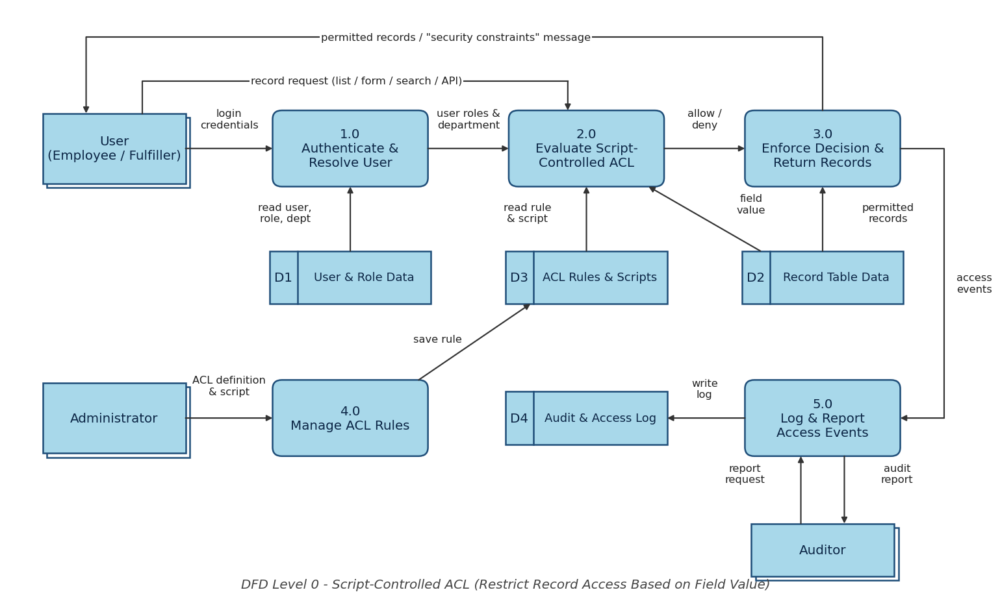 permitted records / "security constraints" message
record request (list / form / search / API)
login
credentials
user roles &
department
allow /
deny
User
(Employee / Fulfiller)
1.0
Authenticate &
Resolve User
2.0
Evaluate Script-
Controlled ACL
3.0
Enforce Decision &
Return Records
read user,
role, dept
read rule
& script
field
value
permitted
records
D1
User & Role Data
D3
ACL Rules & Scripts
D2
Record Table Data
access
events
save rule
ACL definition
& script
write
log
Administrator
4.0
Manage ACL Rules
D4
Audit & Access Log
5.0
Log & Report
Access Events
report
request
audit
report
Auditor
DFD Level 0 - Script-Controlled ACL (Restrict Record Access Based on Field Value)